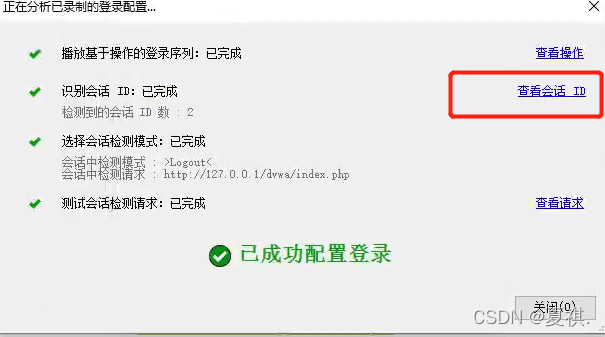 正在分析已录制的登录配置...
播放基于操作的登录序列: 已完成 查看操作
识别会话 ID: 已完成 查看会话 ID
检测到的会话 ID 数 : 2
选择会话检测模式: 已完成
会话中检测模式 : >Logout<
会话中检测请求 : http://127.0.0.1/dvwa/index.php
测试会话检测请求: 已完成 查看请求
已成功配置登录
关闭(O)
CSDN @夏祺.